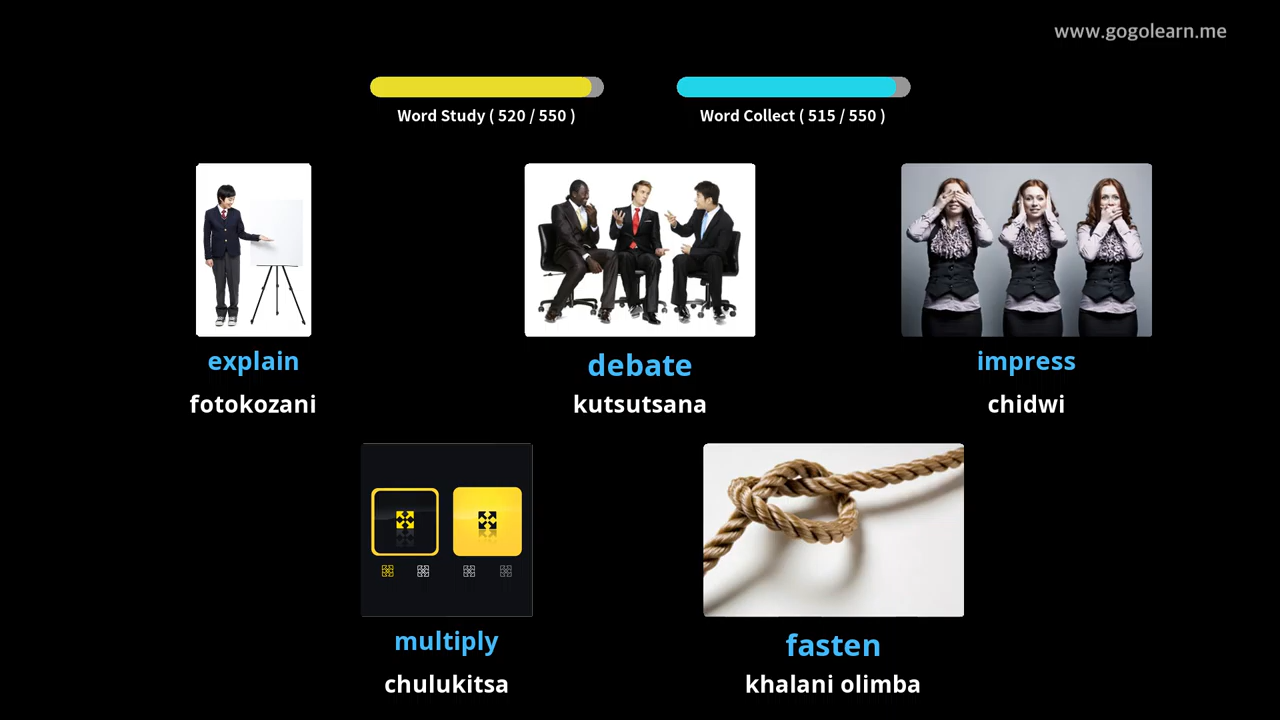 www.gogolearn.me
Word Study ( 520 / 550 )
Word Collect ( 515 / 550 )
explain
debate
impress
fotokozani
kutsutsana
chidwi
multiply
fasten
chulukitsa
khalani olimba